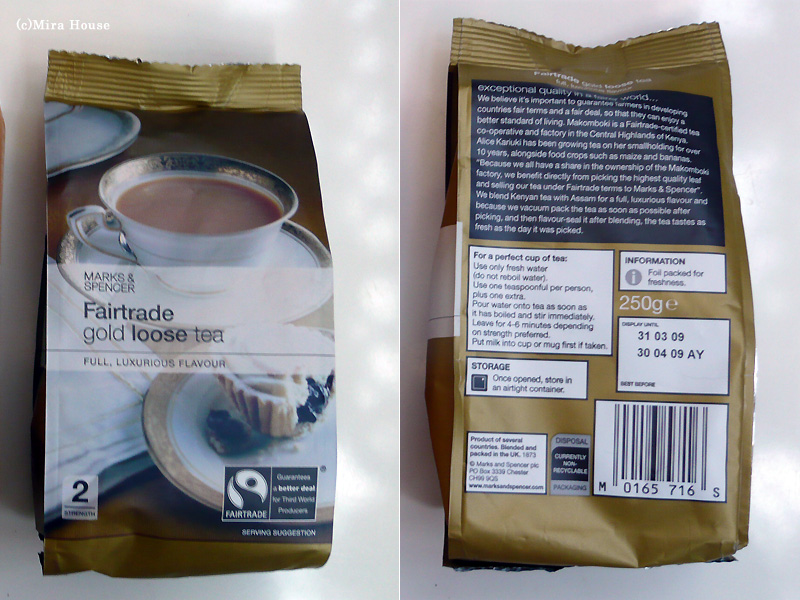 (c)Mira House
MARKS &
SPENCER
Fairtrade
gold loose tea
FULL, LUXURIOUS FLAVOUR
2
STRENGTH
FAIRTRADE
®
Guarantees
a better deal
for Third World
Producers
SERVING SUGGESTION
Fairtrade gold loose tea
exceptional quality in a world...
We believe it's important to guarantee farmers in developing
countries fair terms and a fair deal, so that they can enjoy a
better standard of living. Makomboki is a Fairtrade-certified tea
co-operative and factory in the Central Highlands of Kenya.
Alice Kariuki has been growing tea on her smallholding for over
10 years, alongside food crops such as maize and bananas.
"Because we all have a share in the ownership of the Makomboki
factory, we benefit directly from picking the highest quality leaf
and selling our tea under Fairtrade terms to Marks & Spencer".
We blend Kenyan tea with Assam for a full, luxurious flavour and
because we vacuum pack the tea as soon as possible after
picking, and then flavour-seal it after blending, the tea tastes as
fresh as the day it was picked.
For a perfect cup of tea:
Use only fresh water
(do not reboil water).
Use one teaspoonful per person,
plus one extra.
Pour water onto tea as soon as
it has boiled and stir immediately.
Leave for 4-6 minutes depending
on strength preferred.
Put milk into cup or mug first if taken.
INFORMATION
i
Foil packed for
freshness.
250g℮
DISPLAY UNTIL
31 03 09
30 04 09 AY
BEST BEFORE
STORAGE
Once opened, store in
an airtight container.
Product of several
countries. Blended and
packed in the UK. 1873
© Marks and Spencer plc
PO Box 3339 Chester
CH99 9QS
www.marksandspencer.com
DISPOSAL
CURRENTLY
NON-
RECYCLABLE
PACKAGING
M 0165 716 S